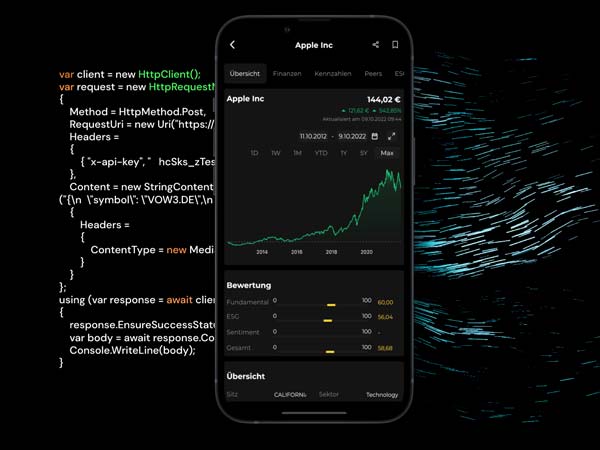 var client = new HttpClient();
var request = new HttpRequestM
{
Method = HttpMethod.Post,
RequestUri = new Uri("https://
Headers =
{
{ "x-api-key", " hcSks_zTes
},
Content = new StringContent
("{\n \"symbol\": \"VOW3.DE\",\n
{
Headers =
{
ContentType = new Medi
}
}
};
using (var response = await clien
{
response.EnsureSuccessStat
var body = await response.Co
Console.WriteLine(body);
}
Apple Inc
Übersicht Finanzen Kennzahlen Peers ES
Apple Inc 144,02 €
121,62 € 542,85%
Aktualisiert am 09.10.2022 09:44
11.10.2012 - 9.10.2022
1D 1W 1M YTD 1Y 5Y Max
2014 2016 2018 2020
Bewertung
Fundamental 0 100 60,00
ESG 0 100 56,04
Sentiment 0 100 -
Gesamt 0 100 58,68
Übersicht
Sitz CALIFORNI Sektor Technology